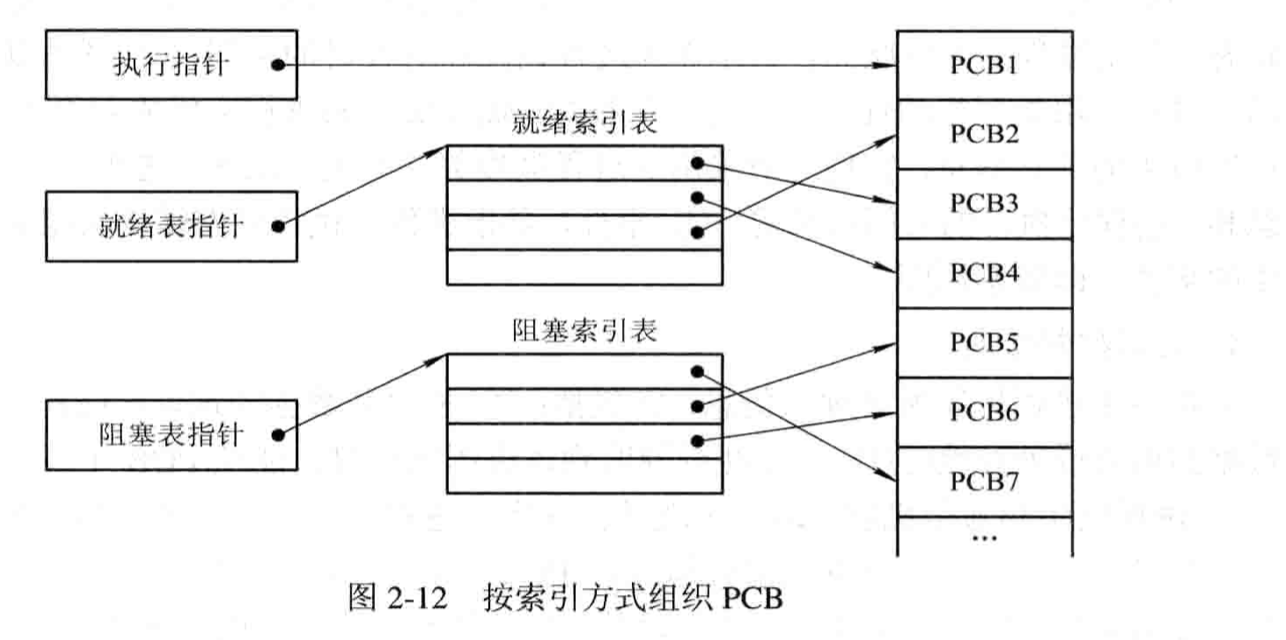 执行指针
就绪表指针
阻塞表指针
就绪索引表
阻塞索引表
PCB1
PCB2
PCB3
PCB4
PCB5
PCB6
PCB7
…
图 2-12 按索引方式组织 PCB